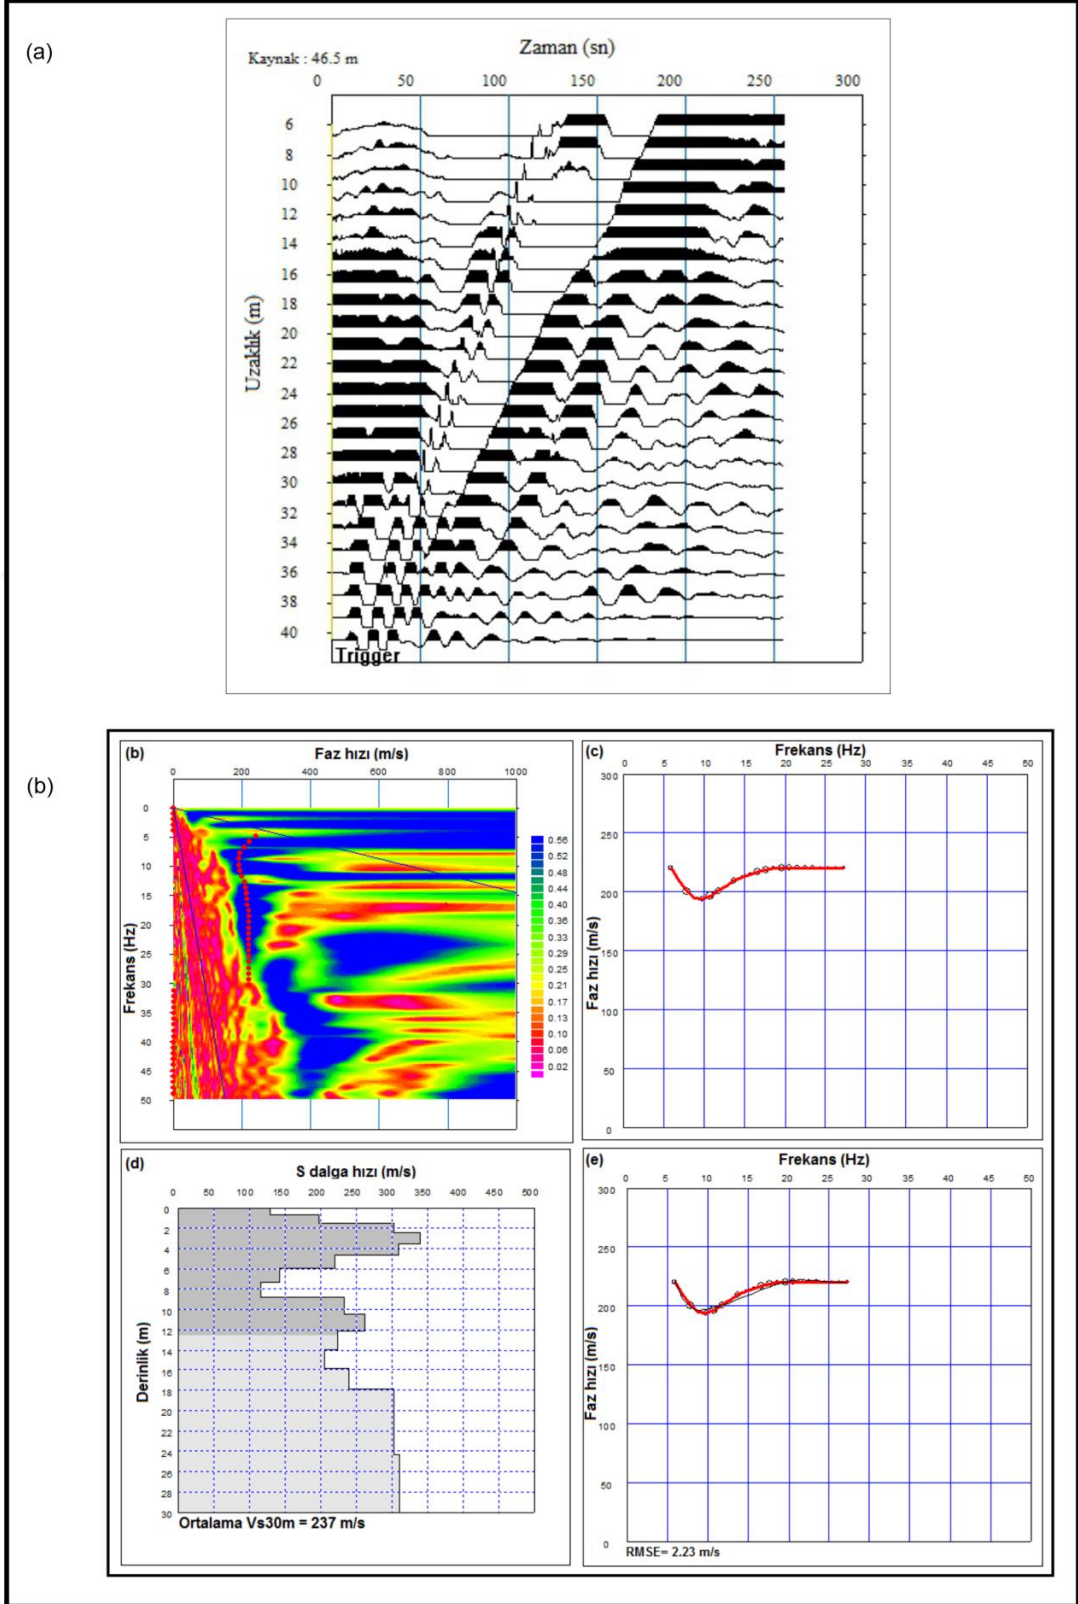 (a)
Zaman (sn)
Kaynak : 46.5 m
0 50 100 150 200 250 300
Uzaklık (m)
6
8
10
12
14
16
18
20
22
24
26
28
30
32
34
36
38
40
Trigger
(b)
(b)
Faz hızı (m/s)
0 200 400 600 800 1000
Frekans (Hz)
0
5
10
15
20
25
30
35
40
45
50
0.56
0.52
0.48
0.44
0.40
0.36
0.33
0.29
0.25
0.21
0.17
0.13
0.10
0.06
0.02
(c)
Frekans (Hz)
0 5 10 15 20 25 30 35 40 45 50
Faz hızı (m/s)
300
250
200
150
100
50
0
(d)
S dalga hızı (m/s)
0 50 100 150 200 250 300 350 400 450 500
Derinlik (m)
0
2
4
6
8
10
12
14
16
18
20
22
24
26
28
30
Ortalama Vs30m = 237 m/s
(e)
Frekans (Hz)
0 5 10 15 20 25 30 35 40 45 50
Faz hızı (m/s)
300
250
200
150
100
50
0
RMSE= 2.23 m/s